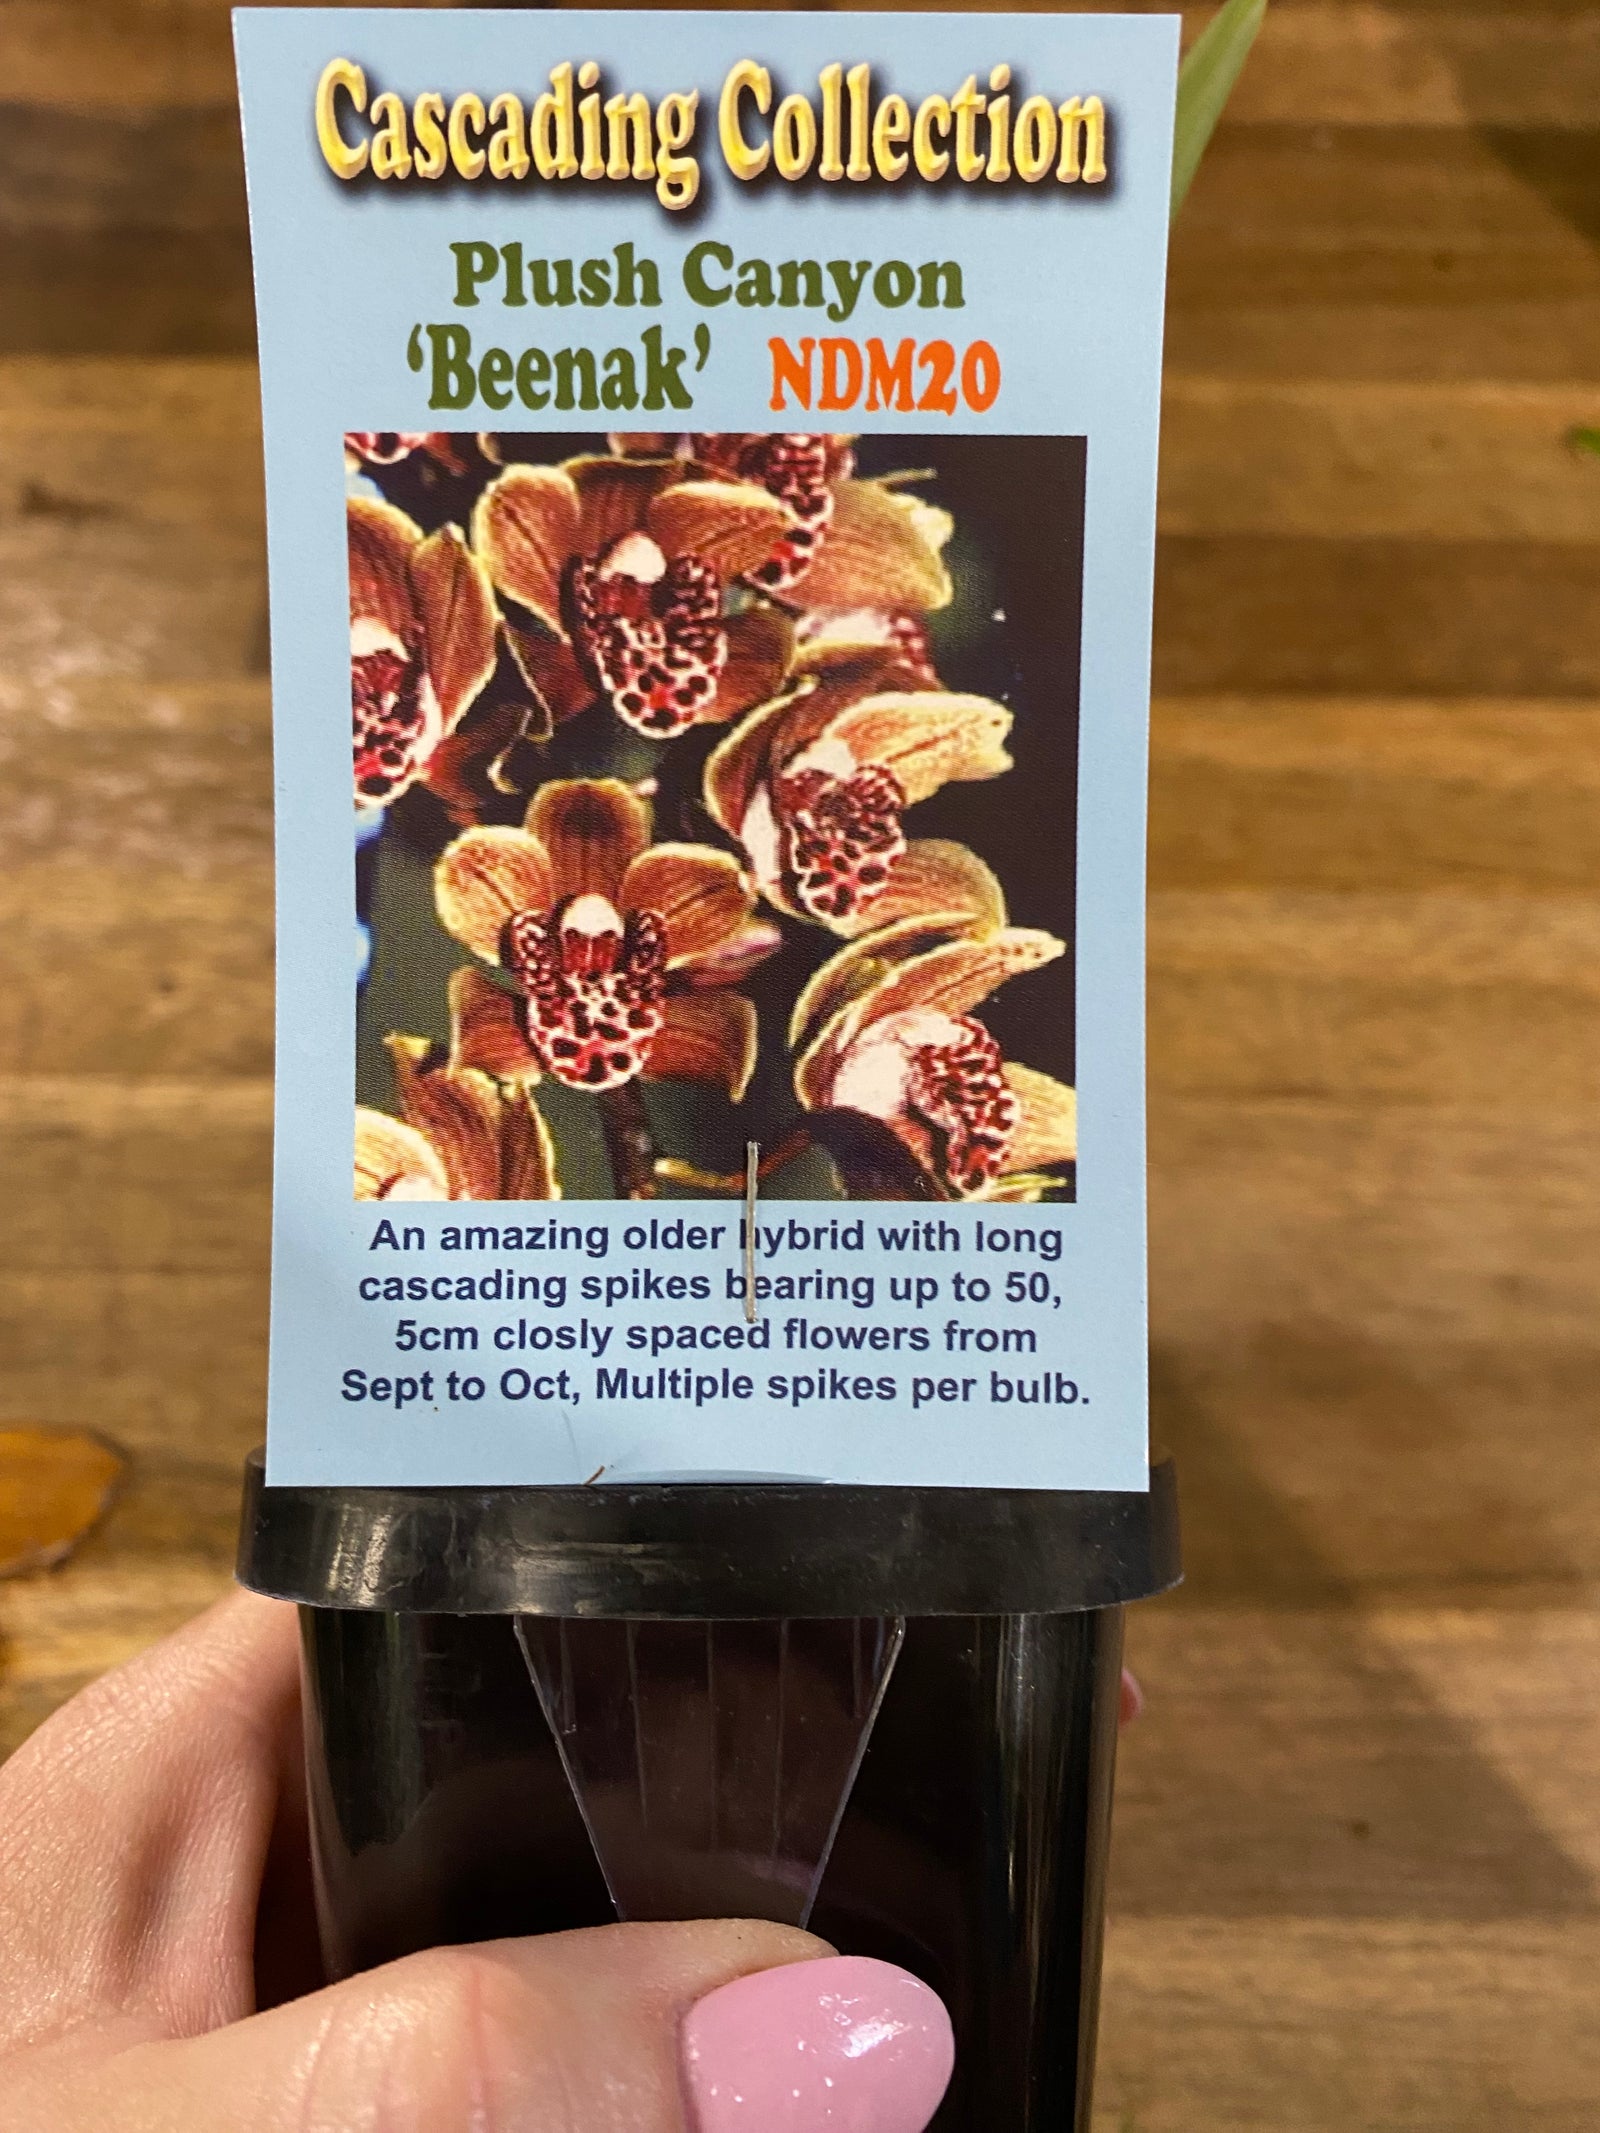 Cascading Collection
Plush Canyon
‘Beenak’ NDM20
An amazing older hybrid with long
cascading spikes bearing up to 50,
5cm closly spaced flowers from
Sept to Oct, Multiple spikes per bulb.